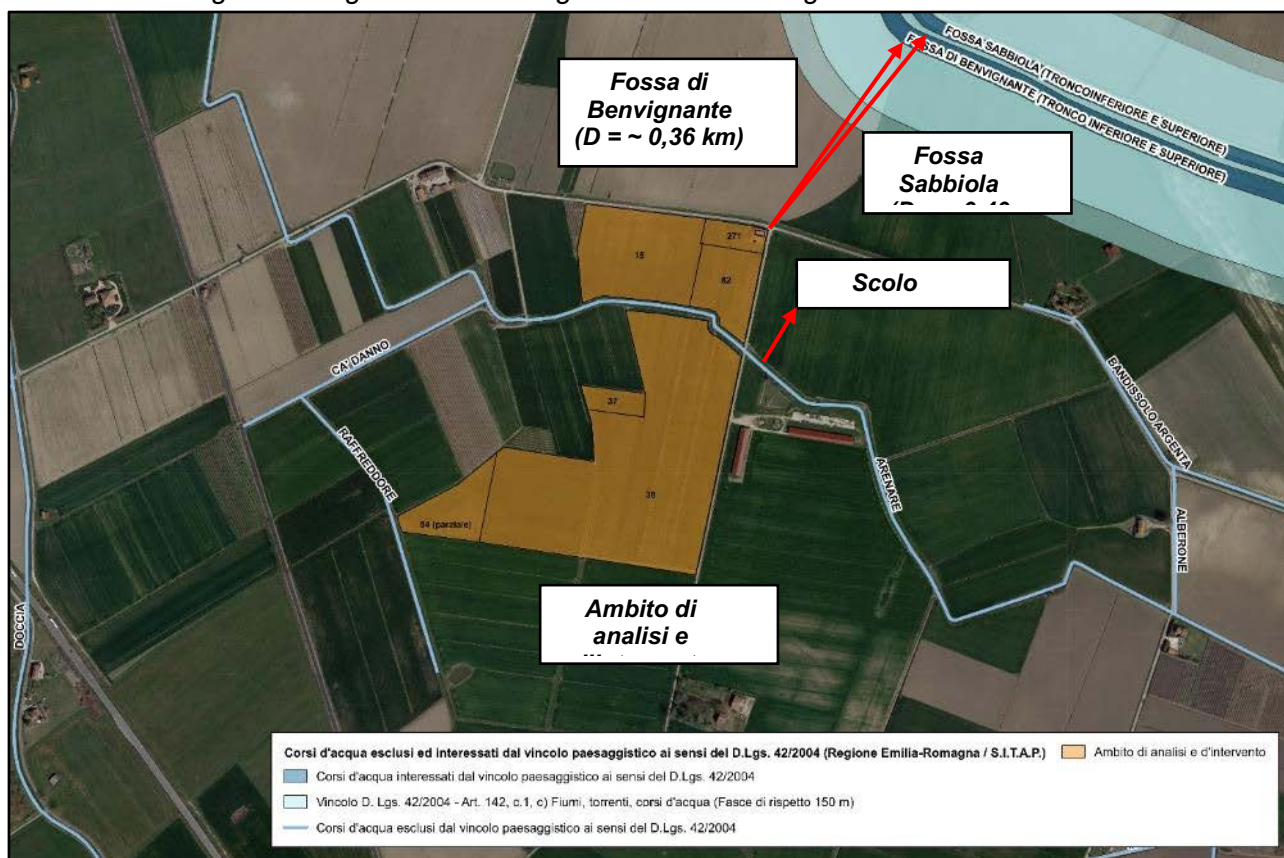 FOSSA SABBIOLA (TRONCOINFERIORE E SUPERIORE)
FOSSA DI BENVIGNANTE (TRONCO INFERIORE E SUPERIORE)
Fossa di
Benvignante
(D = ~ 0,36 km)
Fossa
Sabbiola
271
15
62
Scolo
CA' DANNO
BANDISSOLO ARGENTA
37
RAFFREDDORE
ARENARE
38
64 (parziale)
ALBERONE
DOCCIA
Ambito di
analisi e
Corsi d'acqua esclusi ed interessati dal vincolo paesaggistico ai sensi del D.Lgs. 42/2004 (Regione Emilia-Romagna / S.I.T.A.P.)
Ambito di analisi e d'intervento
Corsi d'acqua interessati dal vincolo paesaggistico ai sensi del D.Lgs. 42/2004
Vincolo D. Lgs. 42/2004 - Art. 142, c.1, c) Fiumi, torrenti, corsi d'acqua (Fasce di rispetto 150 m)
Corsi d'acqua esclusi dal vincolo paesaggistico ai sensi del D.Lgs. 42/2004